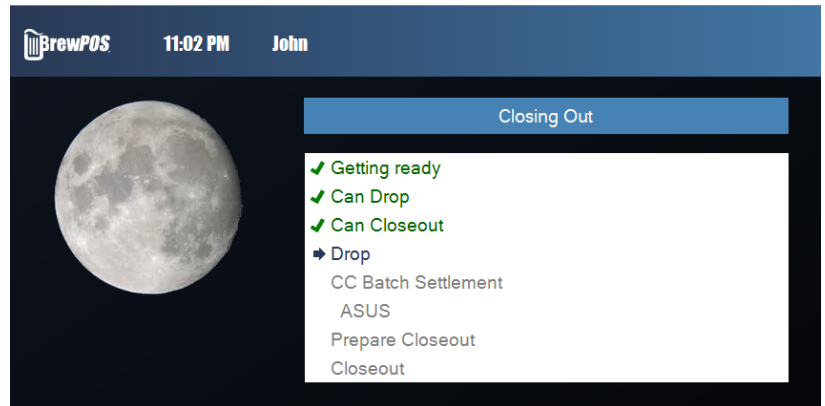 BrewPOS 11:02 PM John
Closing Out
Getting ready
Can Drop
Can Closeout
Drop
CC Batch Settlement
ASUS
Prepare Closeout
Closeout